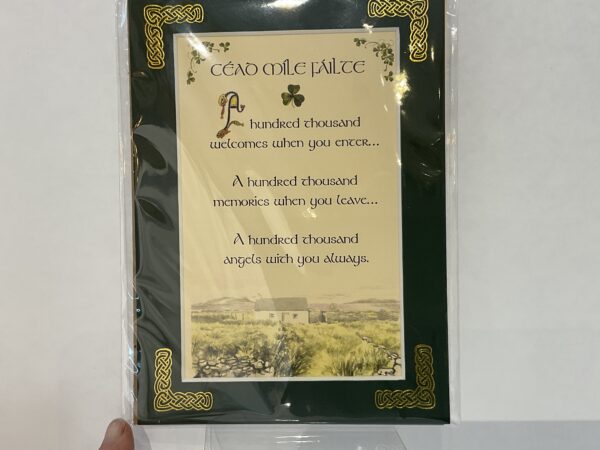 CÉAD MÍLE FÁILTE
A hundred thousand
welcomes when you enter...
A hundred thousand
memories when you leave...
A hundred thousand
angels with you always.